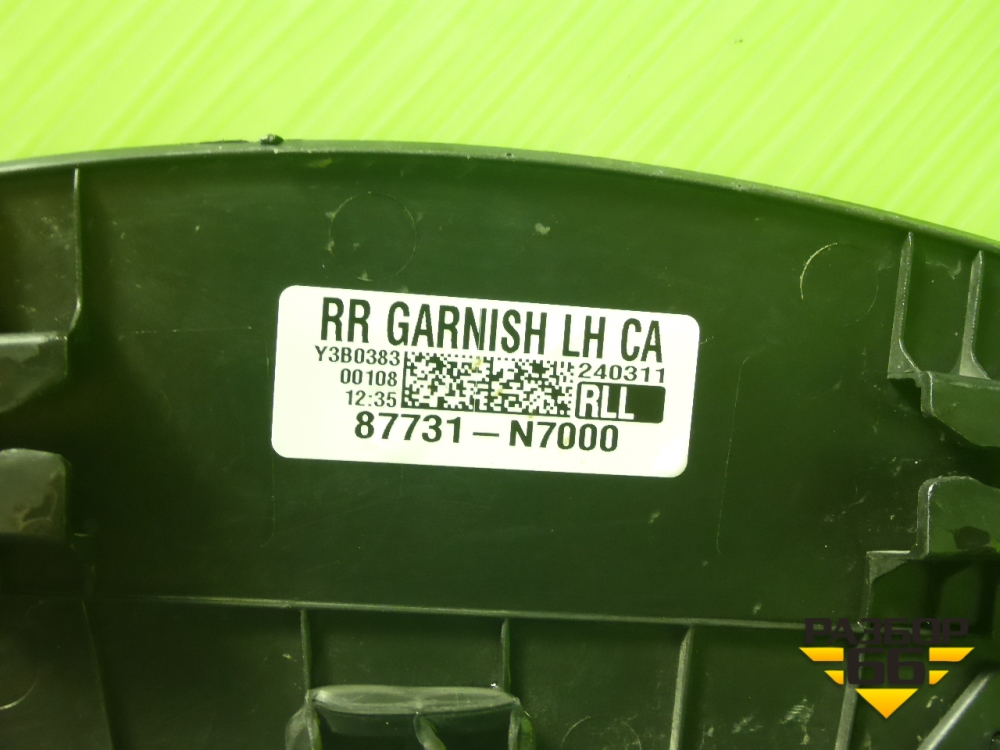 RR GARNISH LH CA
Y3B0383
00108
12:35
240311
RLL
87731-N7000
РАЗБОР
66